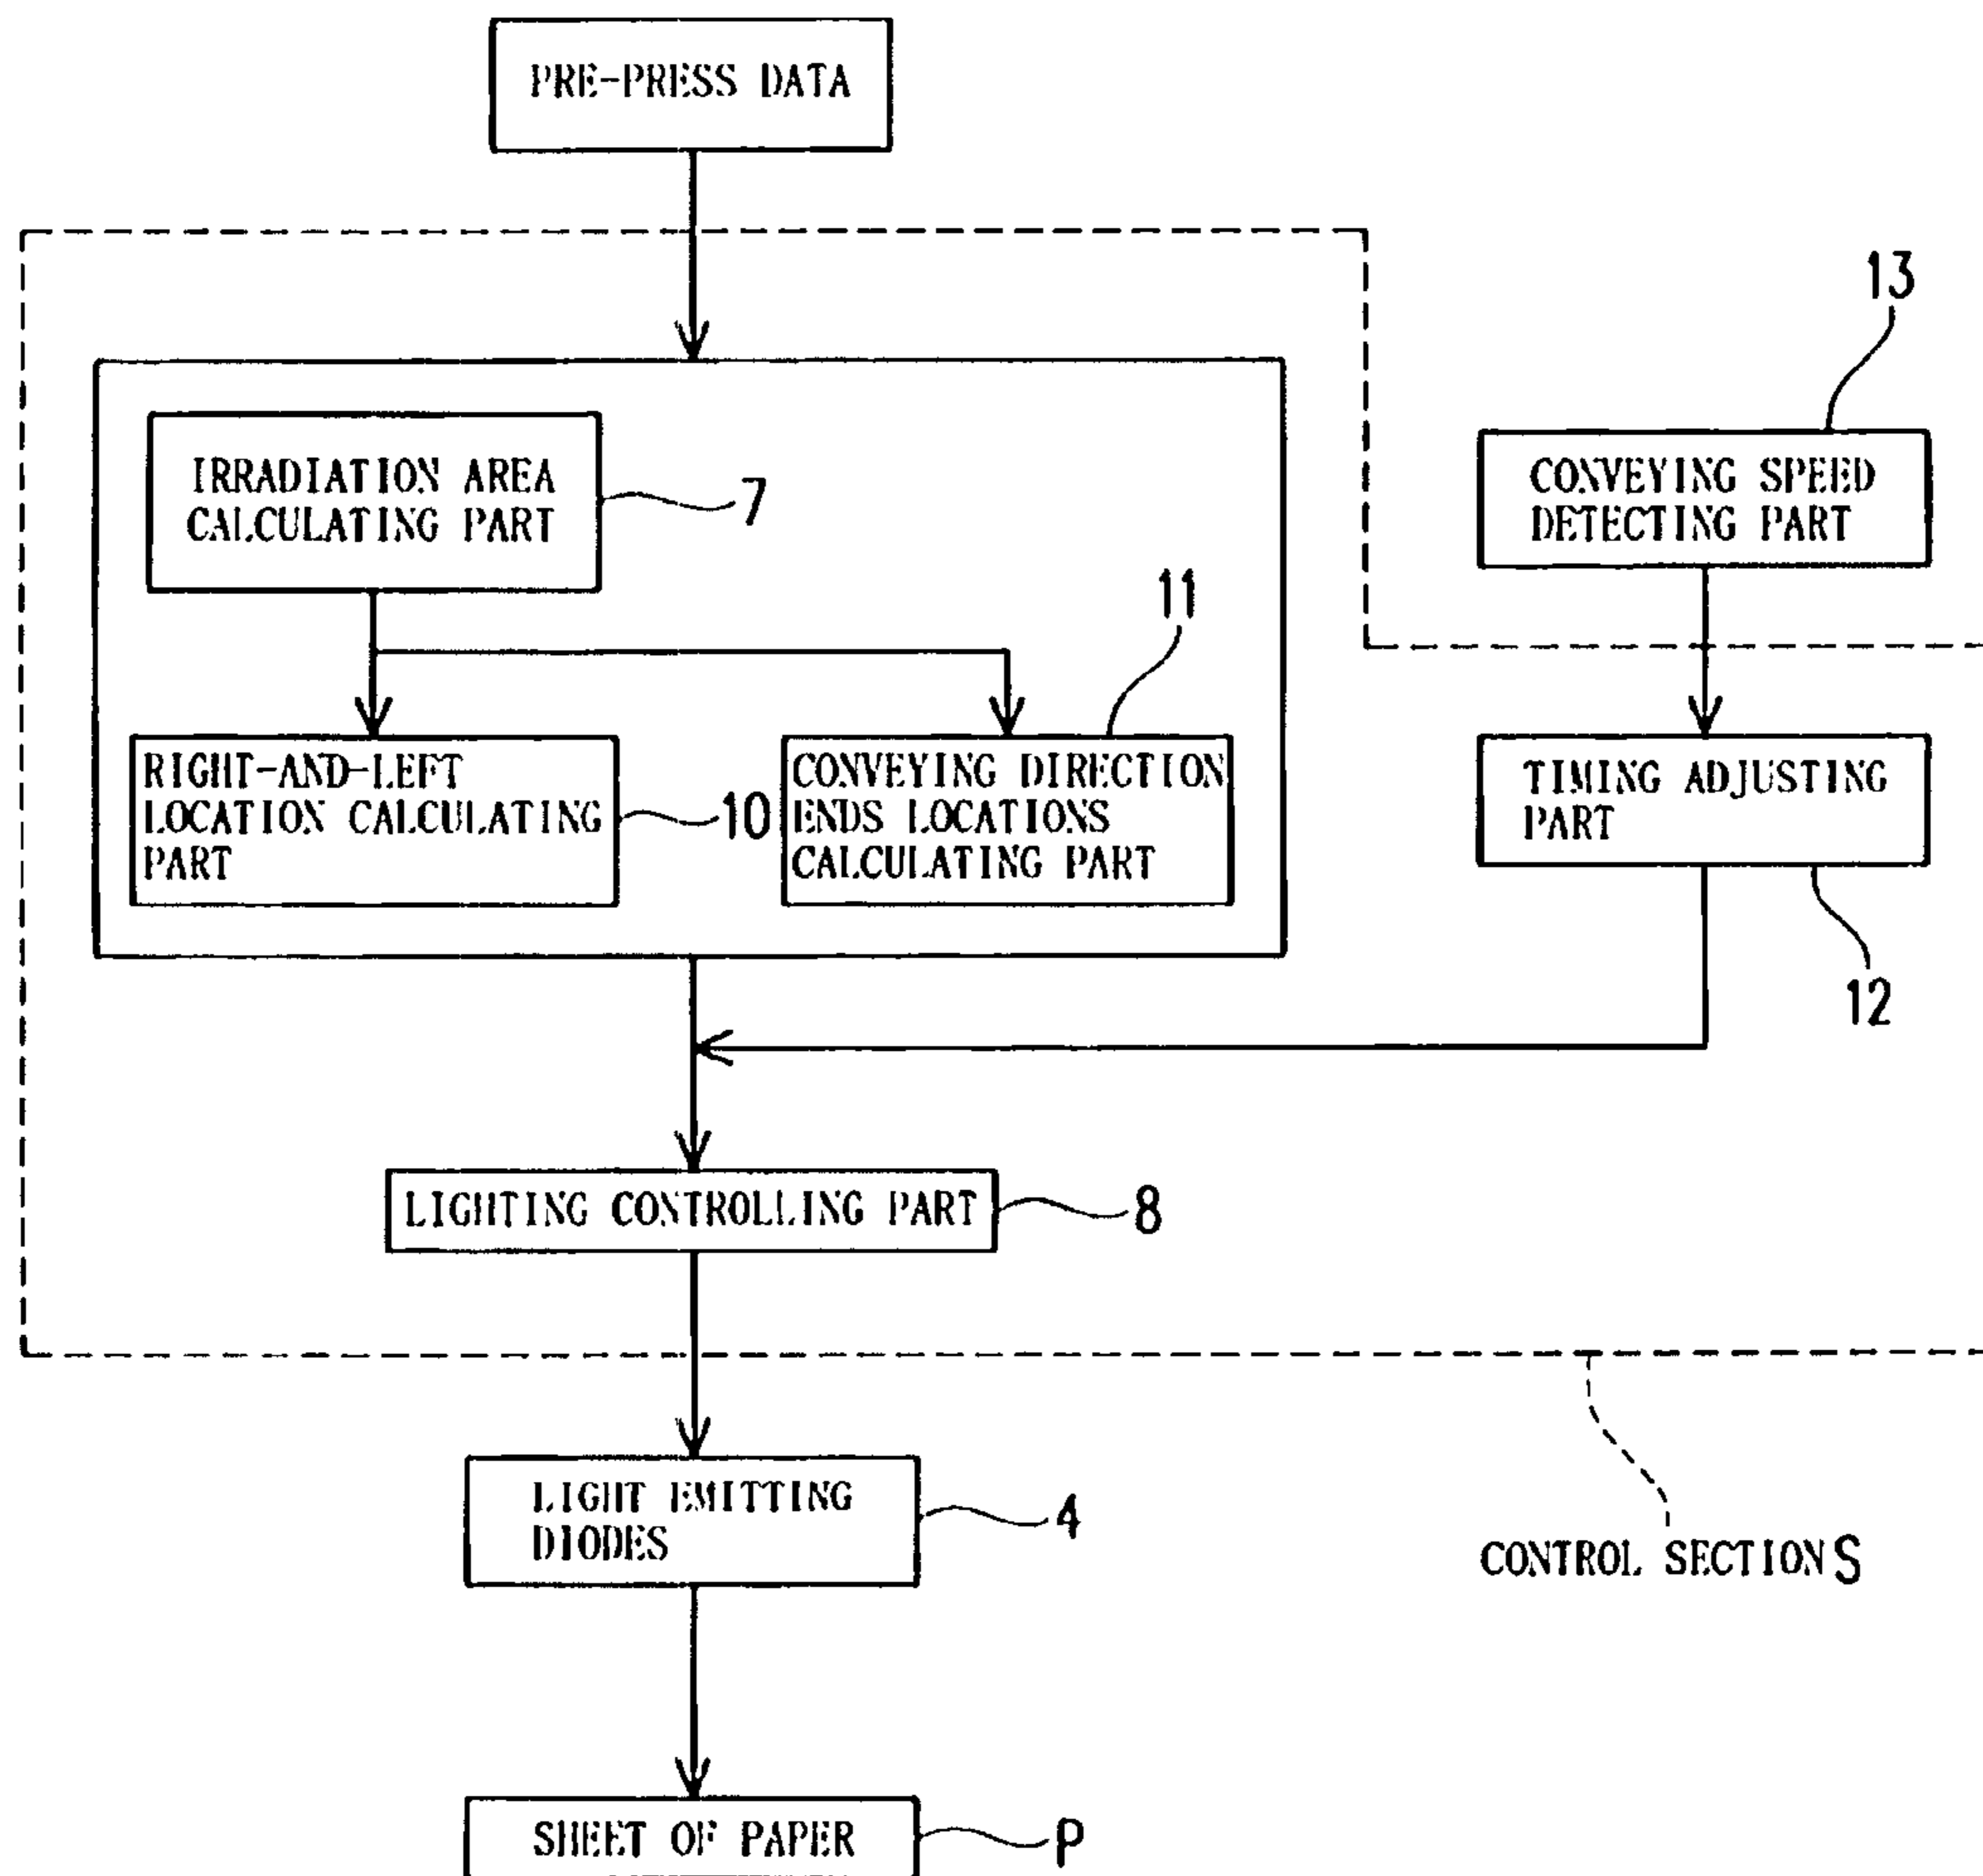 PRE-PRESS DATA
13
IRRADIATION AREA
CALCULATING PART
7
CONVEYING SPEED
DETECTING PART
11
RIGHT-AND-LEFT
LOCATION CALCULATING
PART
10
CONVEYING DIRECTION
ENDS LOCATIONS
CALCULATING PART
TIMING ADJUSTING
PART
12
LIGHTING CONTROLLING PART
8
LIGHT EMITTING
DIODES
4
CONTROL SECTION S
SHEET OF PAPER
P